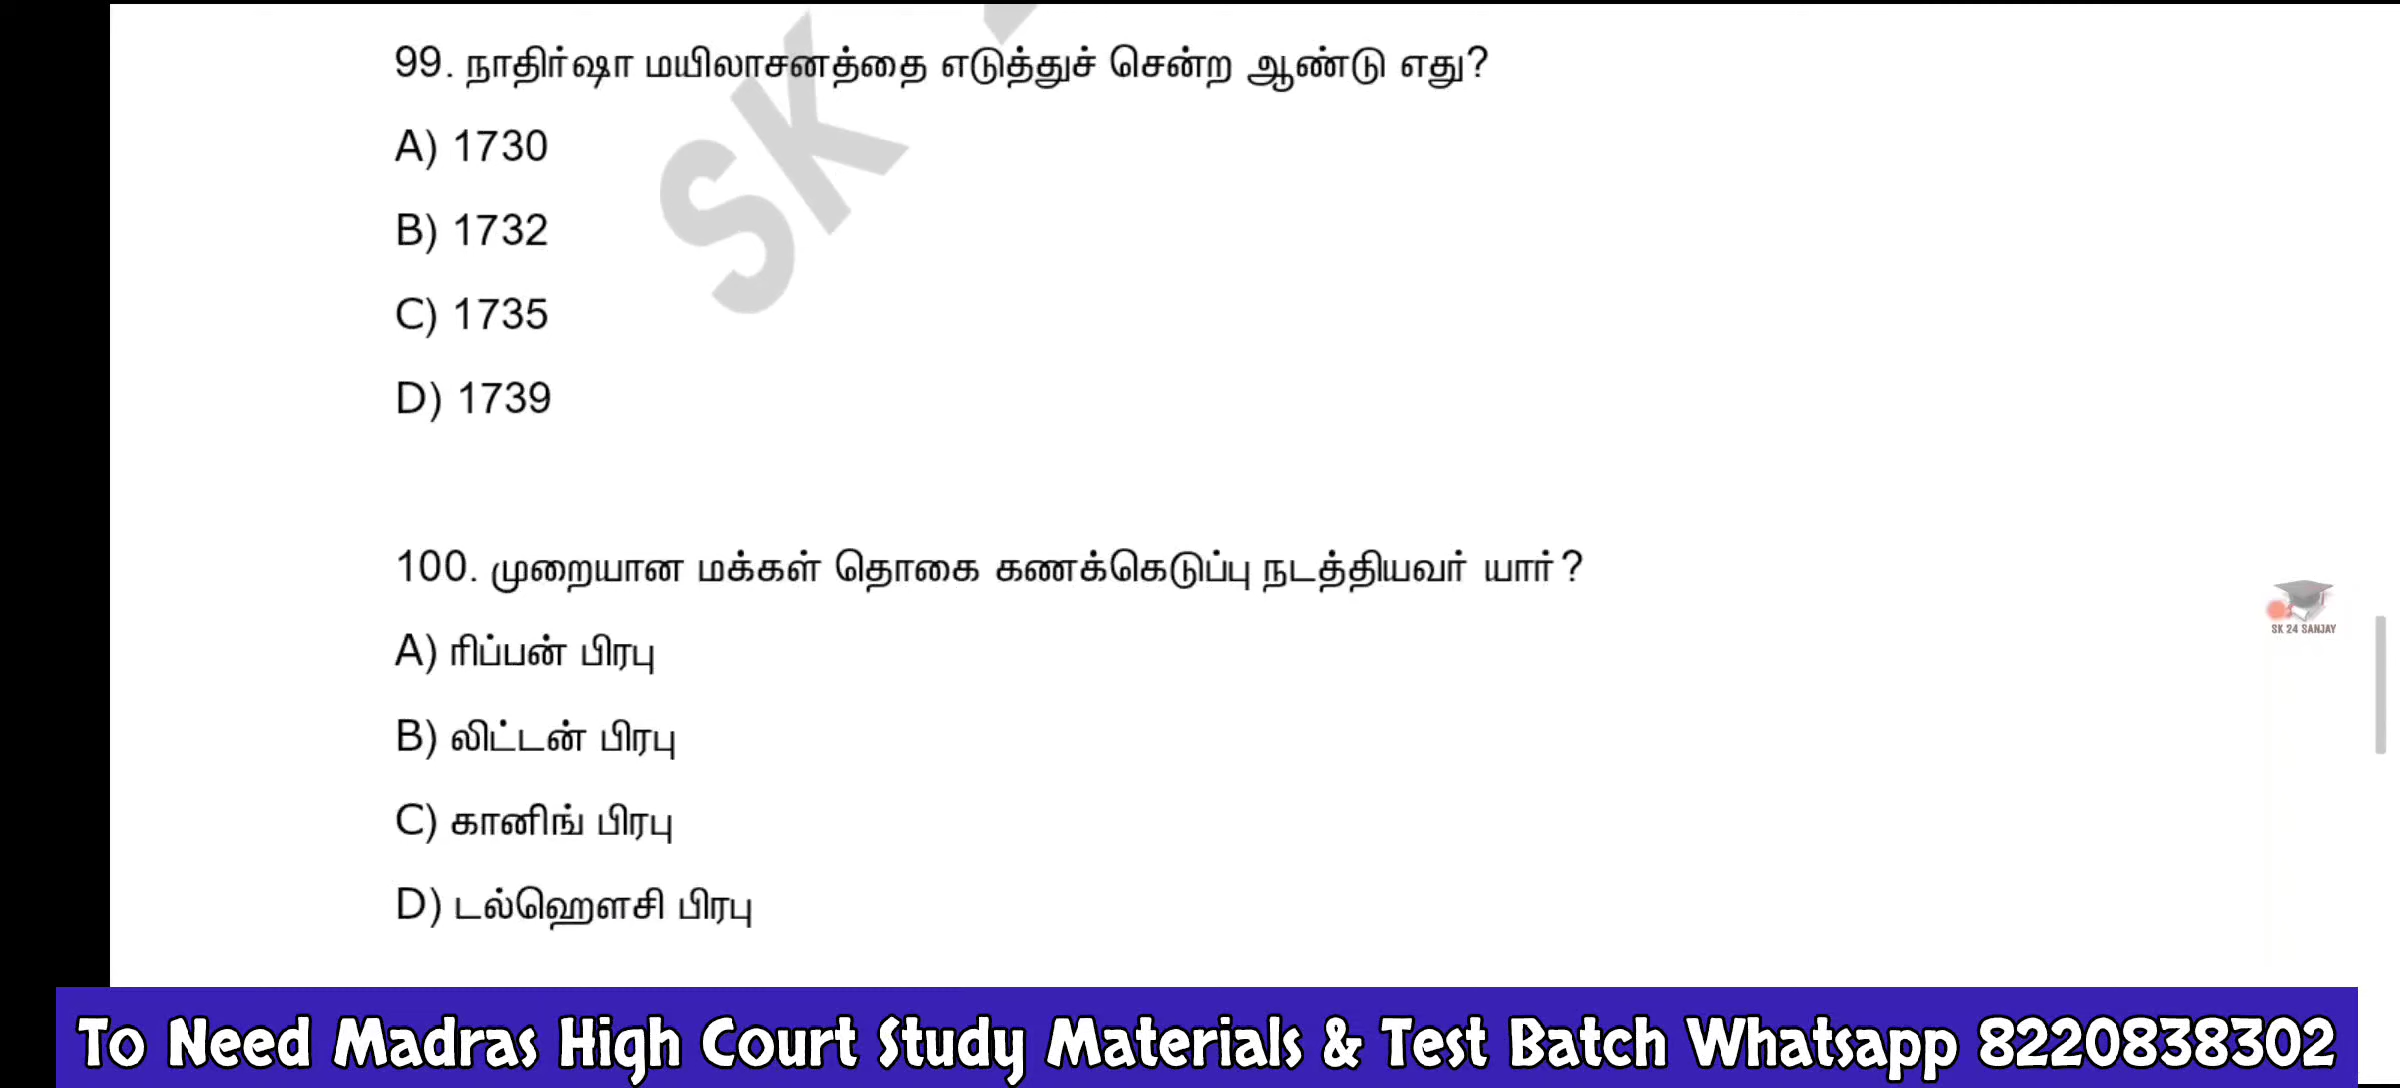 99. நாதிர்ஷா மயிலாசனத்தை எடுத்துச் சென்ற ஆண்டு எது?
A) 1730
B) 1732
C) 1735
D) 1739
100. முறையான மக்கள் தொகை கணக்கெடுப்பு நடத்தியவர் யார்?
A) ரிப்பன் பிரபு
B) லிட்டன் பிரபு
C) கானிங் பிரபு
D) டல்ஹௌசி பிரபு
SK
SK 24 SANJAY
To Need Madras High Court Study Materials & Test Batch Whatsapp 8220838302